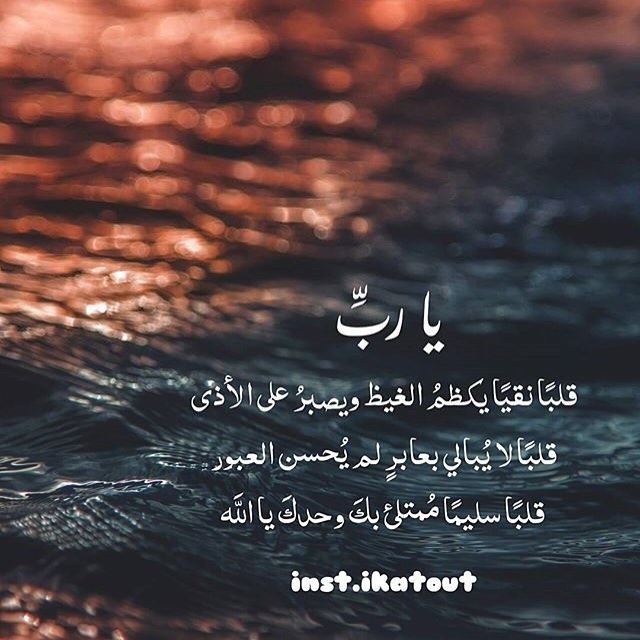 يا ربِّ
قلبًا نقيًا يكظمُ الغيظ ويصبرُ على الأذى
قلبًا لا يُبالي بعابرٍ لم يُحسن العبور
قلبًا سليمًا مُمتلئ بكَ وحدكَ يا اللَّه
inst.ikatout